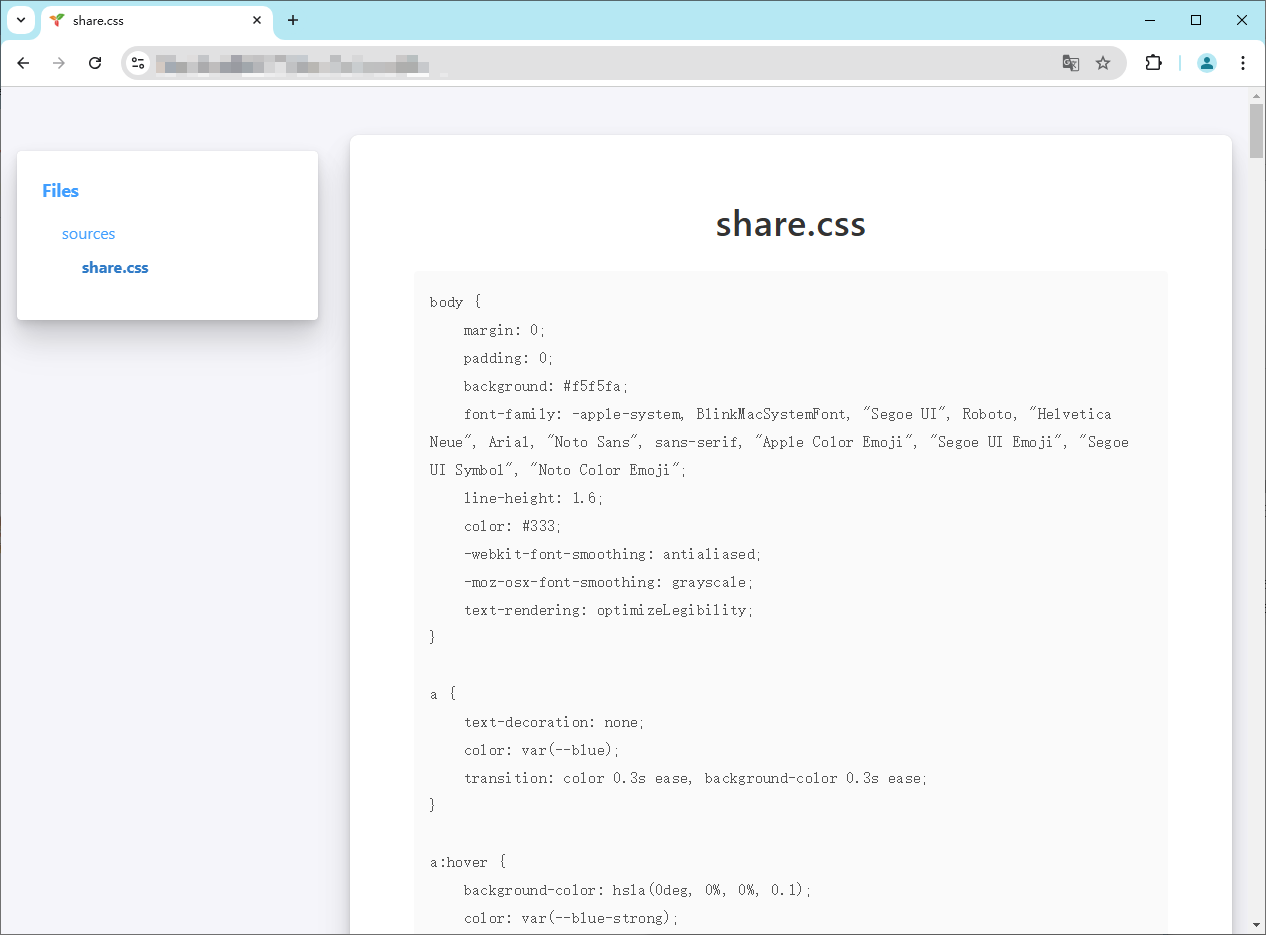 share.css
Files
sources
share.css
share.css
body {
    margin: 0;
    padding: 0;
    background: #f5f5fa;
    font-family: -apple-system, BlinkMacSystemFont, "Segoe UI", Roboto, "Helvetica
Neue", Arial, "Noto Sans", sans-serif, "Apple Color Emoji", "Segoe UI Emoji", "Segoe
UI Symbol", "Noto Color Emoji";
    line-height: 1.6;
    color: #333;
    -webkit-font-smoothing: antialiased;
    -moz-osx-font-smoothing: grayscale;
    text-rendering: optimizeLegibility;
}
a {
    text-decoration: none;
    color: var(--blue);
    transition: color 0.3s ease, background-color 0.3s ease;
}
a:hover {
    background-color: hsla(0deg, 0%, 0%, 0.1);
    color: var(--blue-strong);